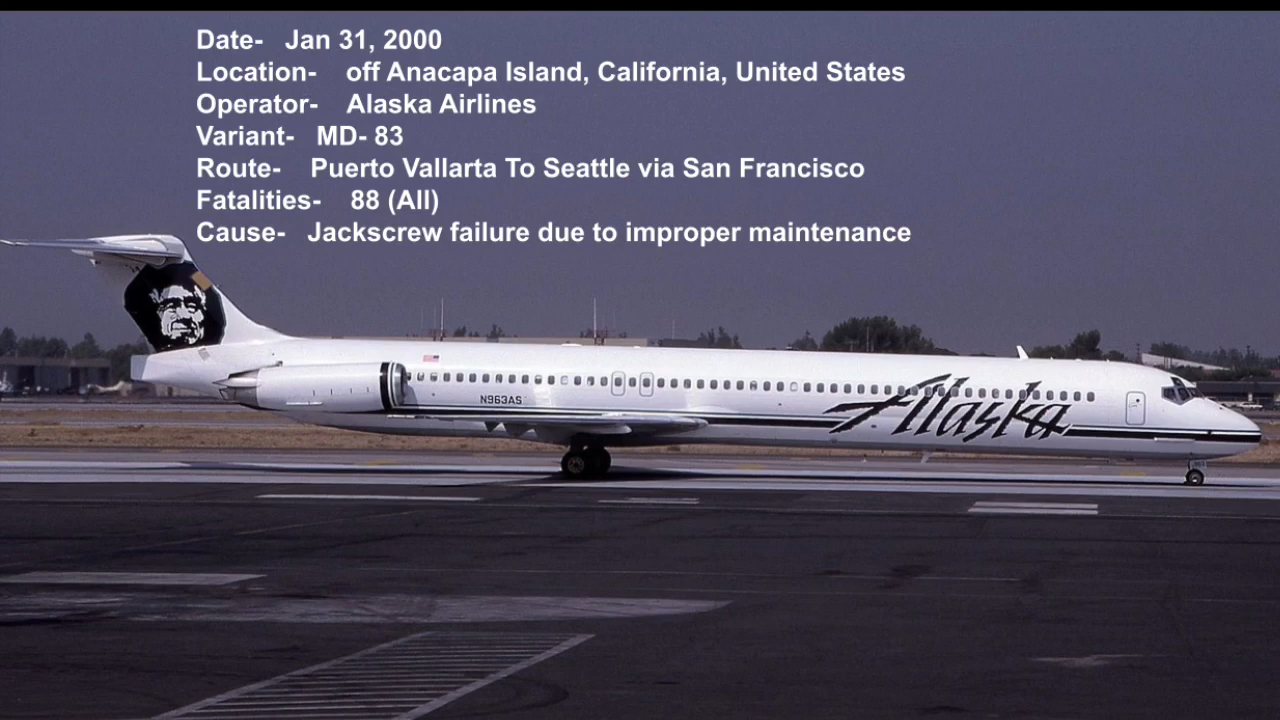 Date- Jan 31, 2000
Location- off Anacapa Island, California, United States
Operator- Alaska Airlines
Variant- MD- 83
Route- Puerto Vallarta To Seattle via San Francisco
Fatalities- 88 (All)
Cause- Jackscrew failure due to improper maintenance
N963AS
Alaska